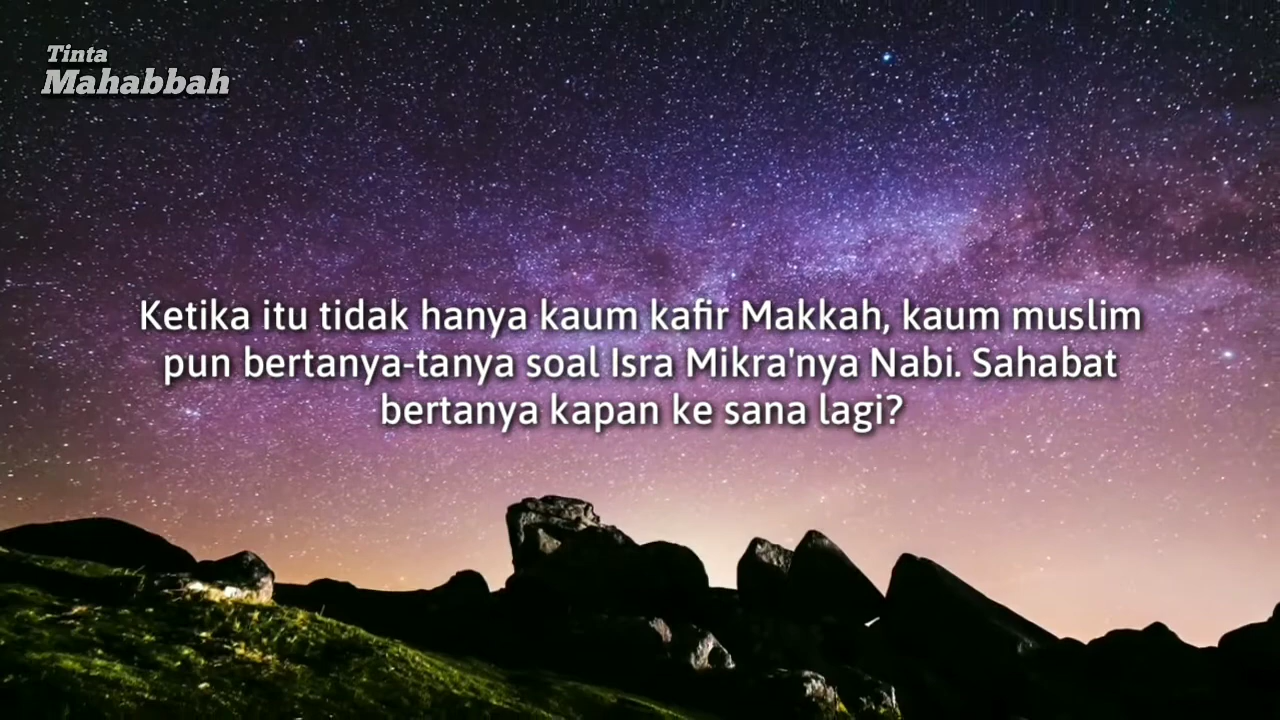 Tinta
Mahabbah
Ketika itu tidak hanya kaum kafir Makkah, kaum muslim
pun bertanya-tanya soal Isra Mikra'nya Nabi. Sahabat
bertanya kapan ke sana lagi?